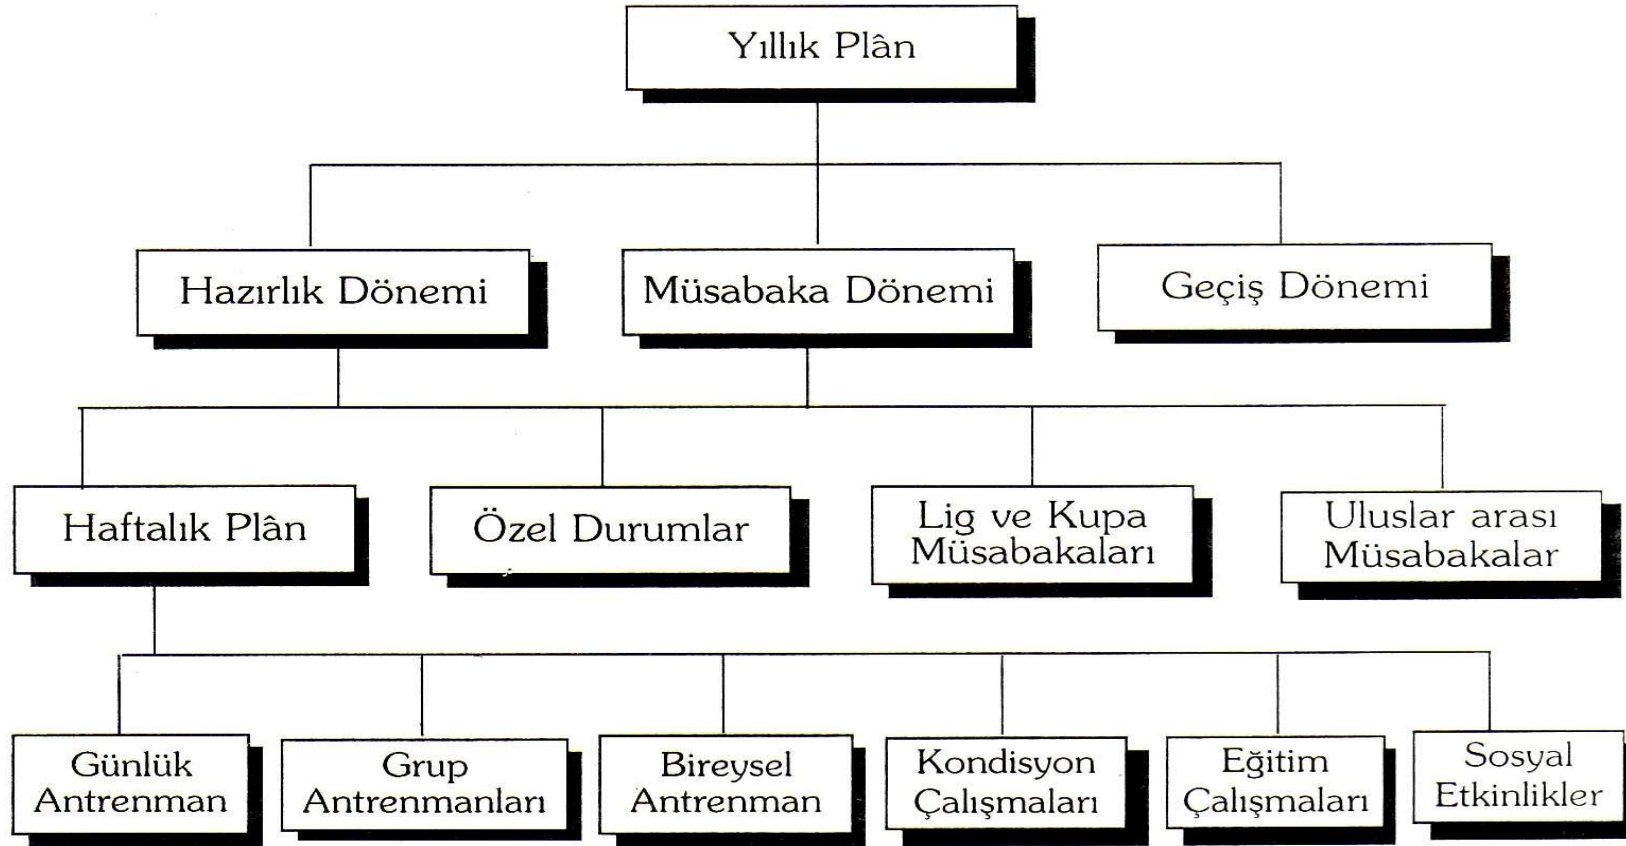 Yıllık Plân
Hazırlık Dönemi
Müsabaka Dönemi
Geçiş Dönemi
Haftalık Plân
Özel Durumlar
Lig ve Kupa
Müsabakaları
Uluslar arası
Müsabakalar
Günlük
Antrenman
Grup
Antrenmanları
Bireysel
Antrenman
Kondisyon
Çalışmaları
Eğitim
Çalışmaları
Sosyal
Etkinlikler